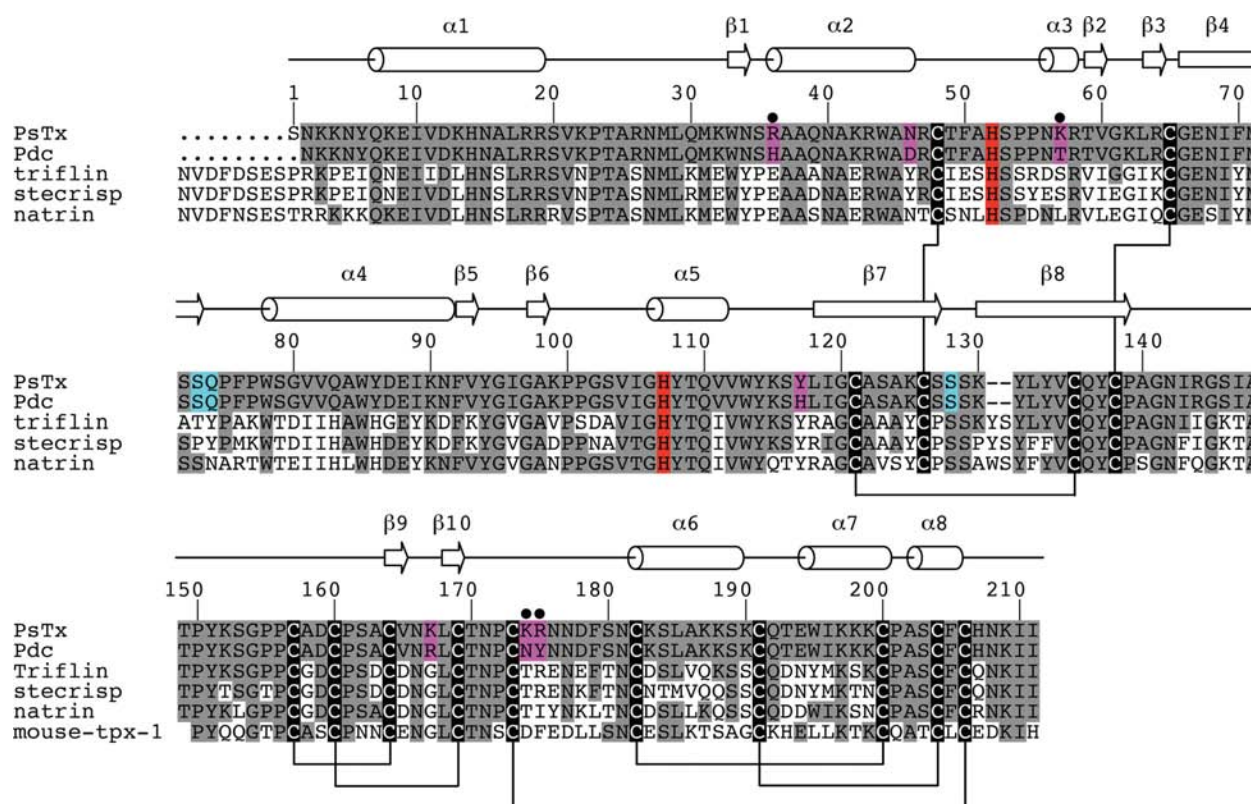 α1 β1 α2 α3 β2 β3 β4
1 10 20 30 40 50 60 70
PsTx ........SNKKNYQKEIVDKHNALRRSVKPTARNMLQMKWNSRAAQNAKRWANRCTFAHSPPNKRTVGKLRCGENIFM
Pdc ........ NKKNYQKEIVDKHNALRRSVKPTARNMLQMKWNSHAAQNAKRWADRCTFAHSPPNTRTVGKLRCGENIFM
triflin NVDFDSESPRKPEIQNEIIDLHNSLRRSVNPTASNMLKMEWYPEAAANAERWAYRCIESHSSRDSRVIGGIKCGENIYM
stecrisp NVDFDSESPRKPEIQNEIVDLHNSLRRSVNPTASNMLRMEWYPEAADNAERWAYRCIESHSSYESRVIEGIKCGENIYM
natrin NVDFNSESTRRKKKQKEIVDLHNSLRRRVSPTASNMLKMEWYPEAASNAERWANTCSNLHSPDNLRVLEGIQCGESIYM
α4 β5 β6 α5 β7 β8
80 90 100 110 120 130 140
PsTx SSQPFPWSGVVQAWYDEIKNFVYGIGAKPPGSVIGHYTQVVWYKSYLIGCASAKCSSSK--YLYVCQYCPAGNIRGSIA
Pdc SSQPFPWSGVVQAWYDEIKNFVYGIGAKPPGSVIGHYTQVVWYKSHLIGCASAKCSSSK--YLYVCQYCPAGNIRGSIA
triflin ATYPAKWTDIIHAWHGEYKDFKYGVGAVPSDAVIGHYTQIVWYKSYRAGCAAAYCPSSKYSYLYVCQYCPAGNIIGKTA
stecrisp SPYPMKWTDIIHAWHDEYKDFKYGVGADPPNAVTGHYTQIVWYKSYRIGCAAAYCPSSPYSYFFVCQYCPAGNFIGKTA
natrin SSNARTWTEIIHLWHDEYKNFVYGVGANPPGSVTGHYTQIVWYQTYRAGCAVSYCPSSAWSYFYVCQYCPSGNFQGKTA
β9 β10 α6 α7 α8
150 160 170 180 190 200 210
PsTx TPYKSGPPCADCPSACVNKLCTNPCKRNNDFSNCKSLAKKSKCQTEWIKKKCPASCFCHNKII
Pdc TPYKSGPPCADCPSACVNRLCTNPCNYNNDFSNCKSLAKKSKCQTEWIKKKCPASCFCHNKII
Triflin TPYKSGPPCGDCPSDCDNGLCTNPCTRENEFTNCDSLVQKSSCQDNYMKSKCPASCFCQNKII
stecrisp TPYTSGTPCGDCPSDCDNGLCTNPCTRENKFTNCNTMVQQSSCQDNYMKTNCPASCFCQNKII
natrin TPYKLGPPCGDCPSACDNGLCTNPCTIYNKLTNCDSLLKQSSCQDDWIKSNCPASCFCRNKII
mouse-tpx-1 PYQQGTPCASCPNNCENGLCTNSCDFEDLLSNCESLKTSAGCKHELLKTKCQATCLCEDKIH